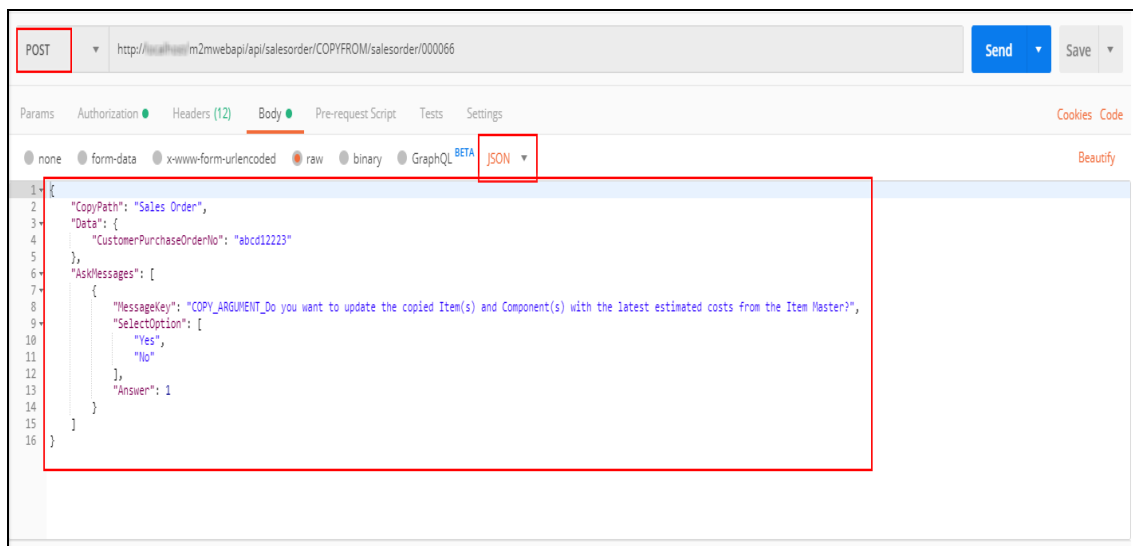 POST http:// m2mwebapi/api/salesorder/COPYFROM/salesorder/000066 Send Save
Params Authorization Headers (12) Body Pre-request Script Tests Settings Cookies Code
none form-data x-www-form-urlencoded raw binary GraphQL BETA JSON Beautify
1 {
2 "CopyPath": "Sales Order",
3 "Data": {
4 "CustomerPurchaseOrderNo": "abcd12223"
5 },
6 "AskMessages": [
7 {
8 "MessageKey": "COPY_ARGUMENT_Do you want to update the copied Item(s) and Component(s) with the latest estimated costs from the Item Master?",
9 "SelectOption": [
10 "Yes",
11 "No"
12 ],
13 "Answer": 1
14 }
15 ]
16 }